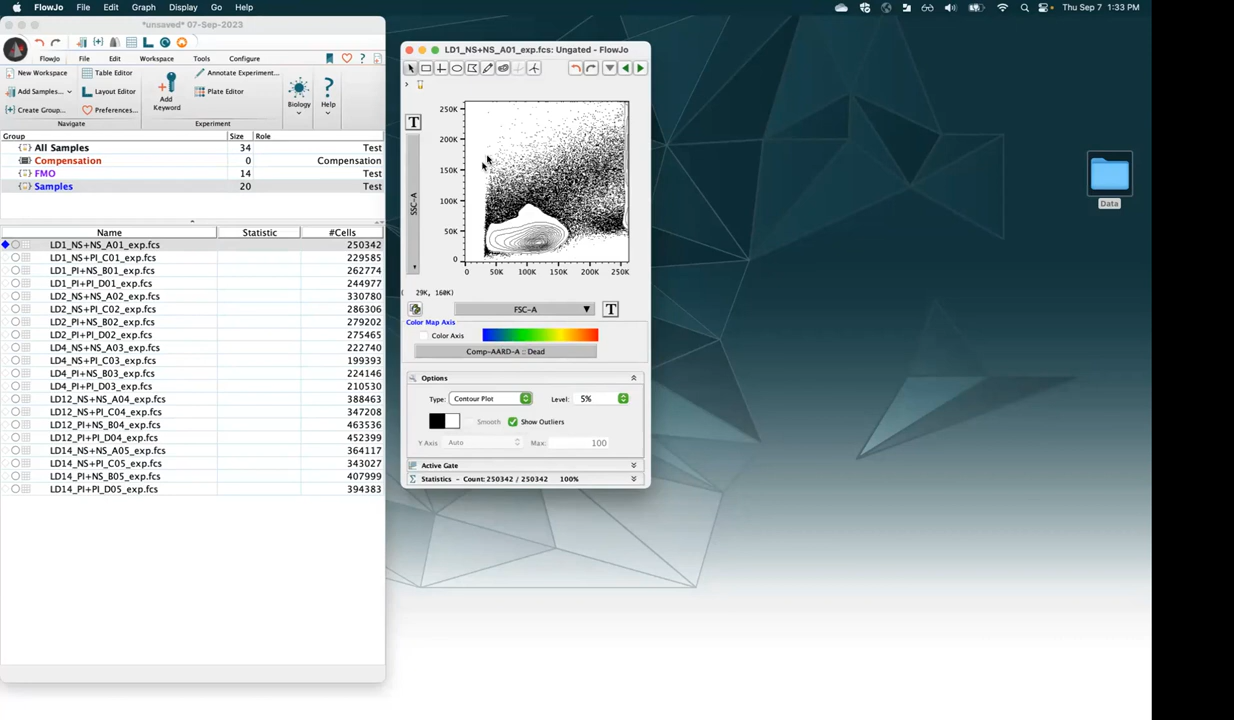 FlowJo File Edit Graph Display Go Help
Thu Sep 7 1:33 PM
*unsaved* 07-Sep-2023
FlowJo File Edit Workspace Tools Configure
New Workspace Table Editor Annotate Experiment...
Add Samples... Layout Editor Add Keyword Plate Editor Biology Help
Create Group... Preferences...
Navigate Experiment
Group Size Role
All Samples 34 Test
Compensation 0 Compensation
FMO 14 Test
Samples 20 Test
Name Statistic #Cells
LD1_NS+NS_A01_exp.fcs 250342
LD1_NS+PI_C01_exp.fcs 229585
LD1_PI+NS_B01_exp.fcs 262774
LD1_PI+PI_D01_exp.fcs 244977
LD2_NS+NS_A02_exp.fcs 330780
LD2_NS+PI_C02_exp.fcs 286306
LD2_PI+NS_B02_exp.fcs 279202
LD2_PI+PI_D02_exp.fcs 275465
LD4_NS+NS_A03_exp.fcs 222740
LD4_NS+PI_C03_exp.fcs 199393
LD4_PI+NS_B03_exp.fcs 224146
LD4_PI+PI_D03_exp.fcs 210530
LD12_NS+NS_A04_exp.fcs 388463
LD12_NS+PI_C04_exp.fcs 347208
LD12_PI+NS_B04_exp.fcs 463536
LD12_PI+PI_D04_exp.fcs 452399
LD14_NS+NS_A05_exp.fcs 364117
LD14_NS+PI_C05_exp.fcs 343027
LD14_PI+NS_B05_exp.fcs 407999
LD14_PI+PI_D05_exp.fcs 394383
LD1_NS+NS_A01_exp.fcs: Ungated - FlowJo
T
SSC-A
250K
200K
150K
100K
50K
0
0 50K 100K 150K 200K 250K
( 29K, 160K)
FSC-A T
Color Map Axis
Color Axis
Comp-AARD-A :: Dead
Options
Type: Contour Plot Level: 5%
Smooth Show Outliers
Y Axis Auto Max: 100
Active Gate
Statistics - Count: 250342 / 250342 100%
Data